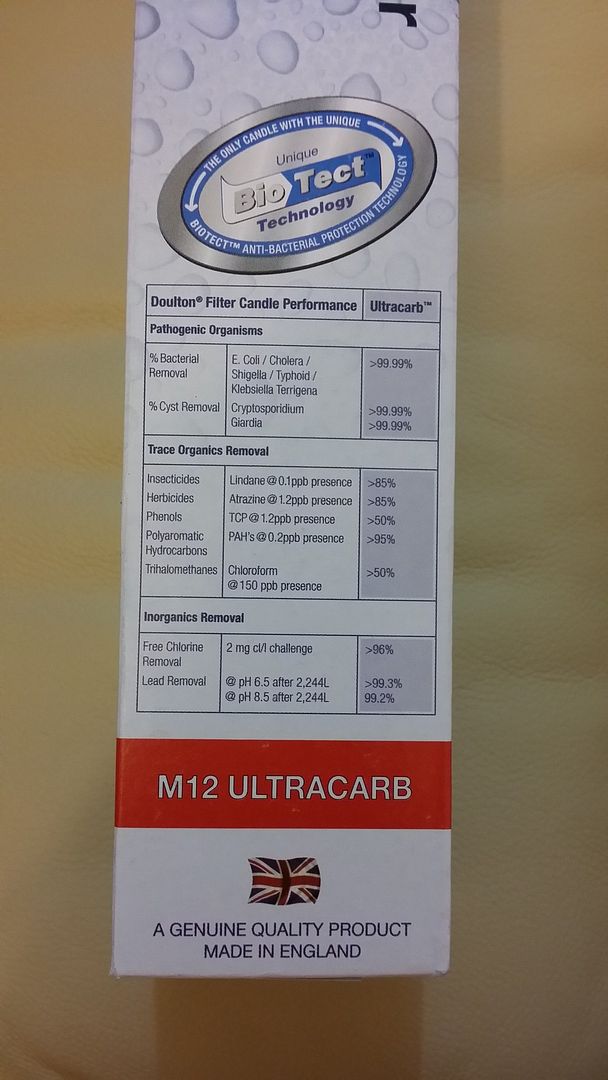 r
THE ONLY CANDLE WITH THE UNIQUE
Unique
BioTect™
Technology
BIOTECT™ ANTI-BACTERIAL PROTECTION TECHNOLOGY
Doulton® Filter Candle Performance Ultracarb™
Pathogenic Organisms
% Bacterial Removal E. Coli / Cholera / Shigella / Typhoid / Klebsiella Terrigena >99.99%
% Cyst Removal Cryptosporidium >99.99%
Giardia >99.99%
Trace Organics Removal
Insecticides Lindane @ 0.1ppb presence >85%
Herbicides Atrazine @ 1.2ppb presence >85%
Phenols TCP @ 1.2ppb presence >50%
Polyaromatic Hydrocarbons PAH's @ 0.2ppb presence >95%
Trihalomethanes Chloroform @ 150 ppb presence >50%
Inorganics Removal
Free Chlorine Removal 2 mg cl/l challenge >96%
Lead Removal @ pH 6.5 after 2,244L >99.3%
@ pH 8.5 after 2,244L 99.2%
M12 ULTRACARB
A GENUINE QUALITY PRODUCT
MADE IN ENGLAND